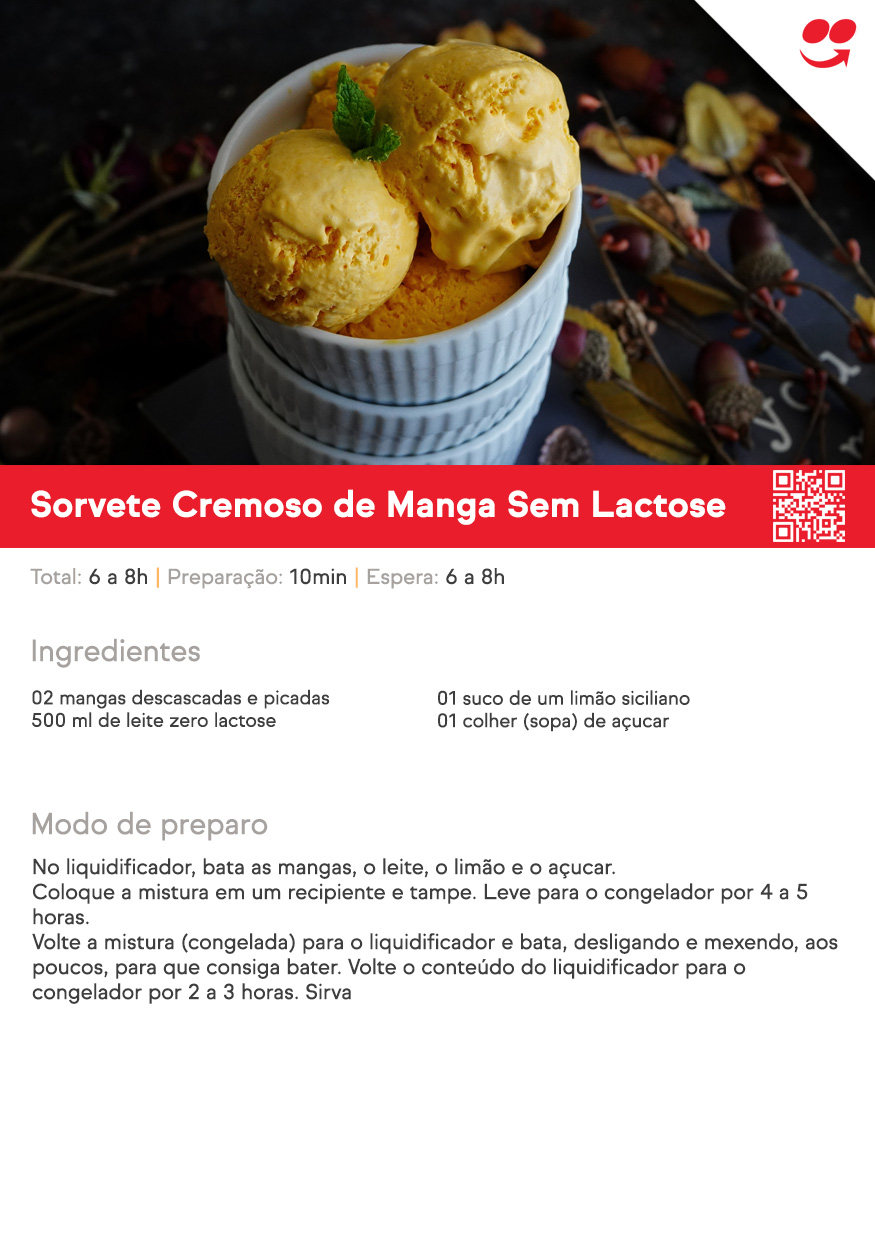 you
Sorvete Cremoso de Manga Sem Lactose
Total: 6 a 8h | Preparação: 10min | Espera: 6 a 8h
Ingredientes
02 mangas descascadas e picadas
500 ml de leite zero lactose
01 suco de um limão siciliano
01 colher (sopa) de açucar
Modo de preparo
No liquidificador, bata as mangas, o leite, o limão e o açucar.
Coloque a mistura em um recipiente e tampe. Leve para o congelador por 4 a 5
horas.
Volte a mistura (congelada) para o liquidificador e bata, desligando e mexendo, aos
poucos, para que consiga bater. Volte o conteúdo do liquidificador para o
congelador por 2 a 3 horas. Sirva